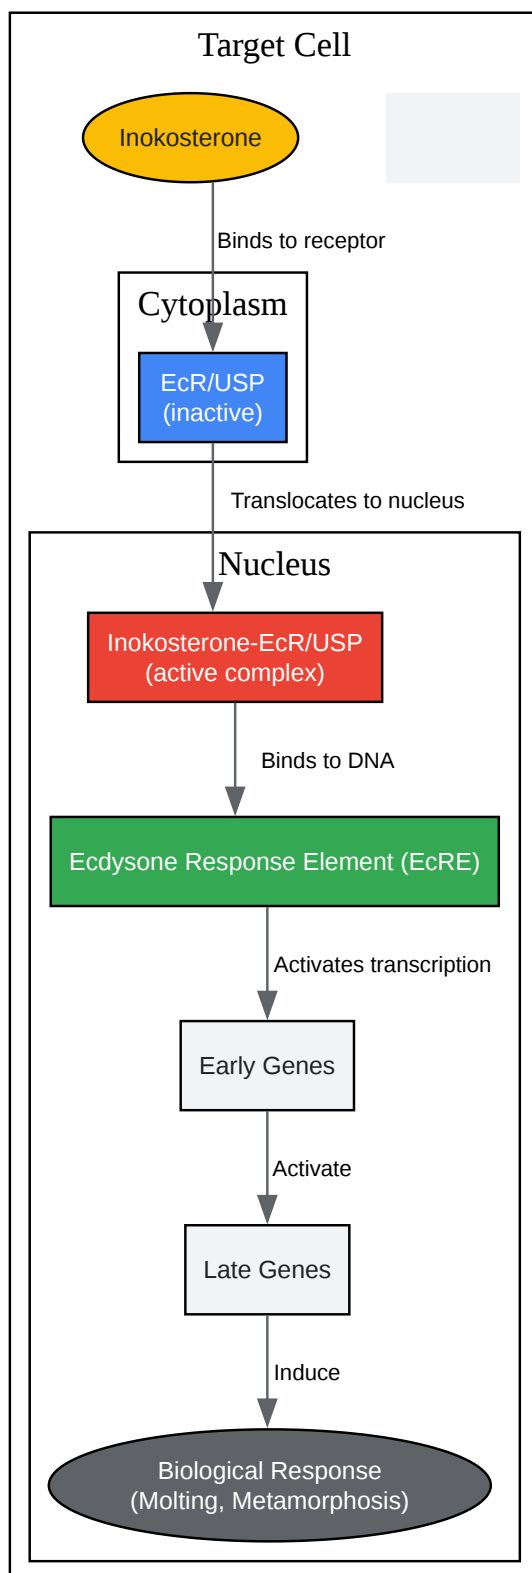 Target Cell
Inokosterone
Binds to receptor
Cytoplasm
EcR/USP
(inactive)
Translocates to nucleus
Nucleus
Inokosterone-EcR/USP
(active complex)
Binds to DNA
Ecdysone Response Element (EcRE)
Activates transcription
Early Genes
Activate
Late Genes
Induce
Biological Response
(Molting, Metamorphosis)